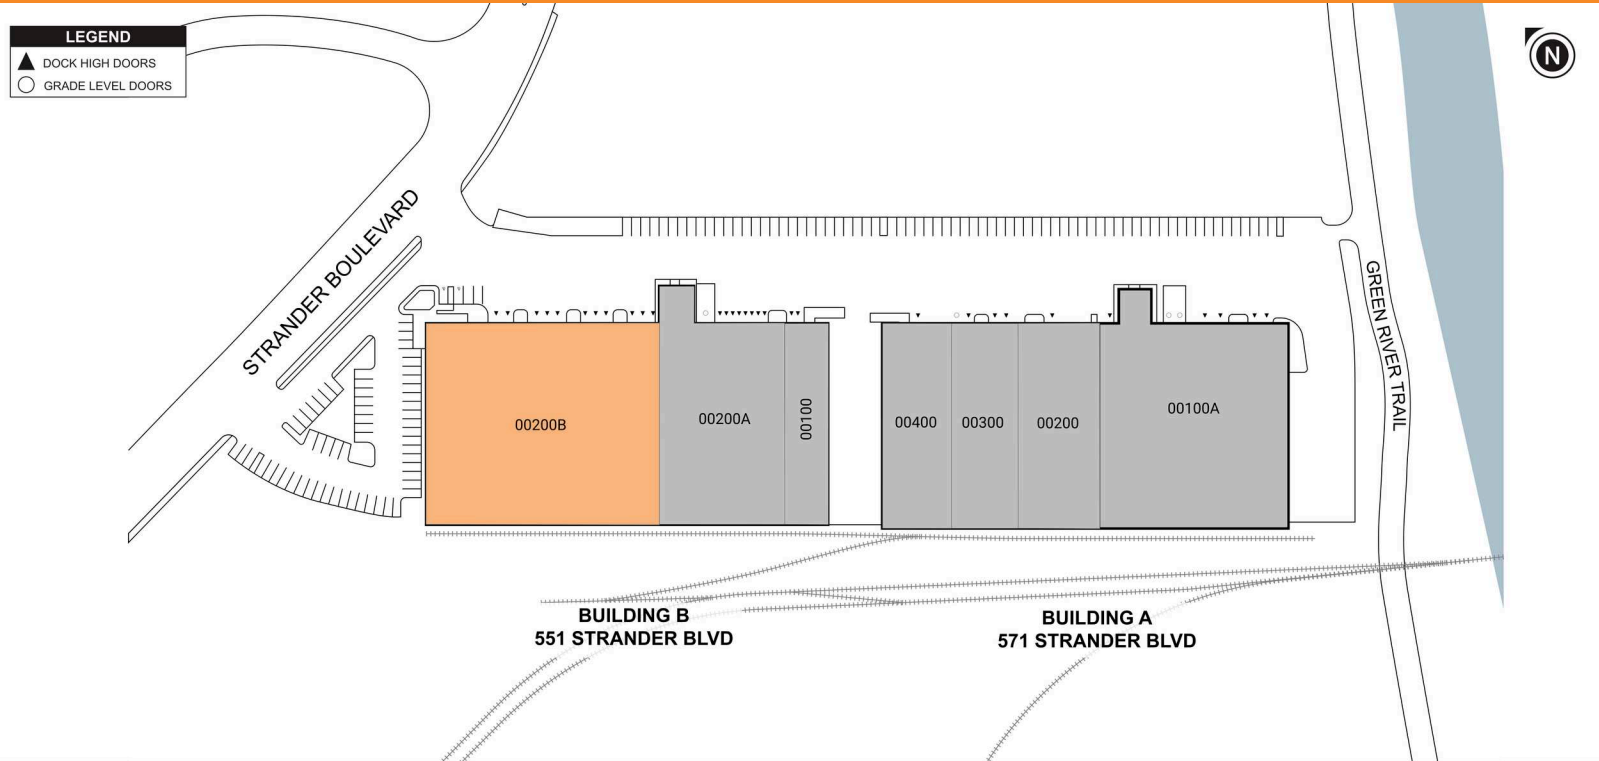 LEGEND
DOCK HIGH DOORS
GRADE LEVEL DOORS
N
STRANDER BOULEVARD
GREEN RIVER TRAIL
00200B
00200A
00100
00400
00300
00200
00100A
BUILDING B
551 STRANDER BLVD
BUILDING A
571 STRANDER BLVD